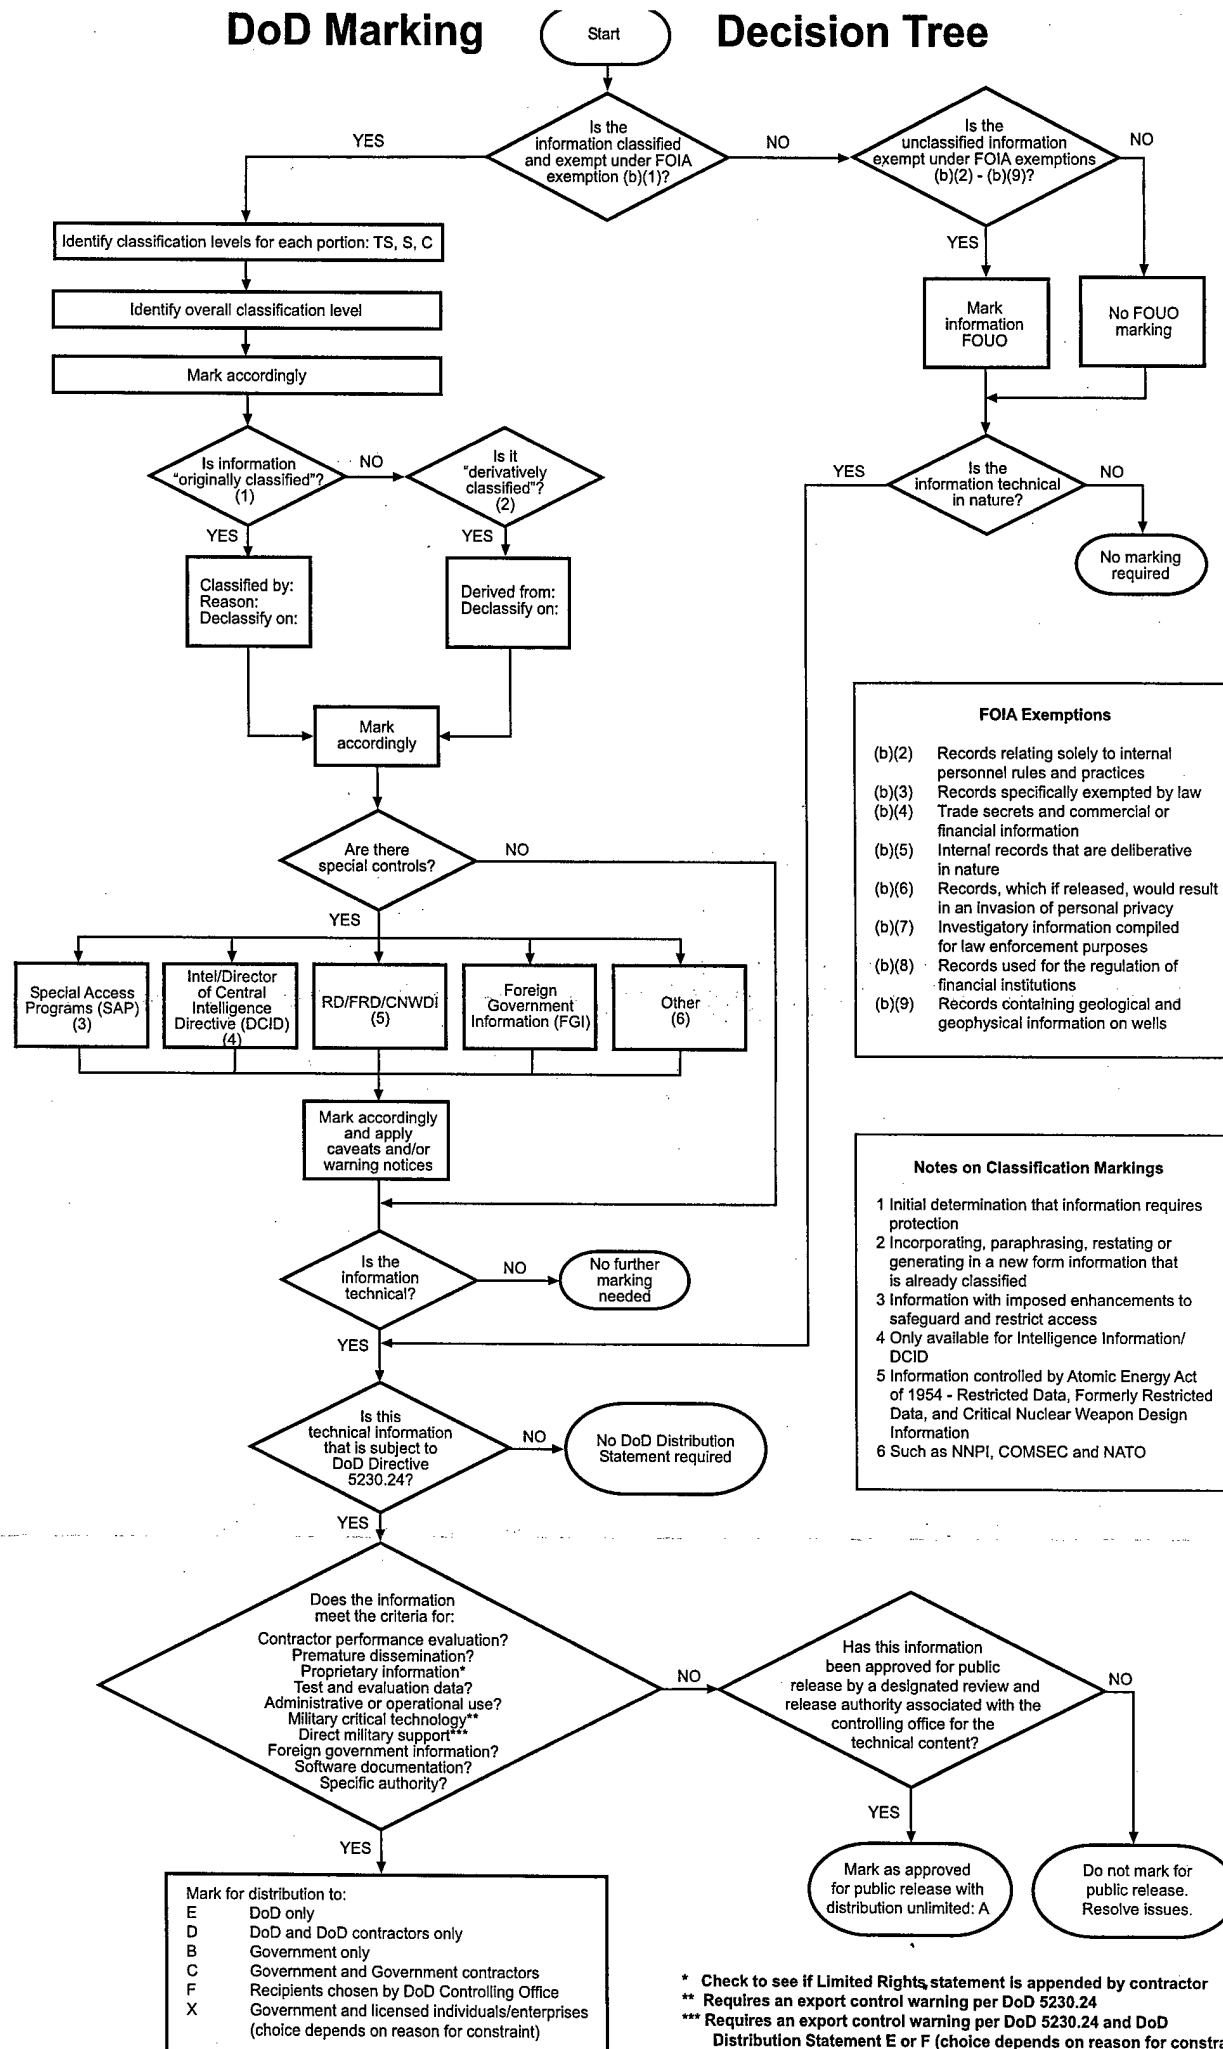 DoD Marking Decision Tree
Start
Is the
information classified
and exempt under FOIA
exemption (b)(1)?
YES
NO
Is the
unclassified information
exempt under FOIA exemptions
(b)(2) - (b)(9)?
NO
YES
Identify classification levels for each portion: TS, S, C
Identify overall classification level
Mark accordingly
Mark
information
FOUO
No FOUO
marking
Is information
"originally classified"?
(1)
NO
Is it
"derivatively
classified"?
(2)
YES
YES
YES
Is the
information technical
in nature?
NO
No marking
required
Classified by:
Reason:
Declassify on:
Derived from:
Declassify on:
Mark
accordingly
FOIA Exemptions
(b)(2) Records relating solely to internal
personnel rules and practices
(b)(3) Records specifically exempted by law
(b)(4) Trade secrets and commercial or
financial information
(b)(5) Internal records that are deliberative
in nature
(b)(6) Records, which if released, would result
in an invasion of personal privacy
(b)(7) Investigatory information compiled
for law enforcement purposes
(b)(8) Records used for the regulation of
financial institutions
(b)(9) Records containing geological and
geophysical information on wells
Are there
special controls?
NO
YES
Special Access
Programs (SAP)
(3)
Intel/Director
of Central
Intelligence
Directive (DCID)
(4)
RD/FRD/CNWDI
(5)
Foreign
Government
Information (FGI)
Other
(6)
Mark accordingly
and apply
caveats and/or
warning notices
Notes on Classification Markings
1 Initial determination that information requires
protection
2 Incorporating, paraphrasing, restating or
generating in a new form information that
is already classified
3 Information with imposed enhancements to
safeguard and restrict access
4 Only available for Intelligence Information/
DCID
5 Information controlled by Atomic Energy Act
of 1954 - Restricted Data, Formerly Restricted
Data, and Critical Nuclear Weapon Design
Information
6 Such as NNPI, COMSEC and NATO
Is the
information
technical?
NO
No further
marking
needed
YES
Is this
technical information
that is subject to
DoD Directive
5230.24?
NO
No DoD Distribution
Statement required
YES
Does the information
meet the criteria for:
Contractor performance evaluation?
Premature dissemination?
Proprietary information*
Test and evaluation data?
Administrative or operational use?
Military critical technology**
Direct military support***
Foreign government information?
Software documentation?
Specific authority?
NO
Has this information
been approved for public
release by a designated review and
release authority associated with the
controlling office for the
technical content?
NO
YES
YES
Mark as approved
for public release with
distribution unlimited: A
Do not mark for
public release.
Resolve issues.
Mark for distribution to:
E DoD only
D DoD and DoD contractors only
B Government only
C Government and Government contractors
F Recipients chosen by DoD Controlling Office
X Government and licensed individuals/enterprises
(choice depends on reason for constraint)
* Check to see if Limited Rights statement is appended by contractor
** Requires an export control warning per DoD 5230.24
*** Requires an export control warning per DoD 5230.24 and DoD
Distribution Statement E or F (choice depends on reason for constra